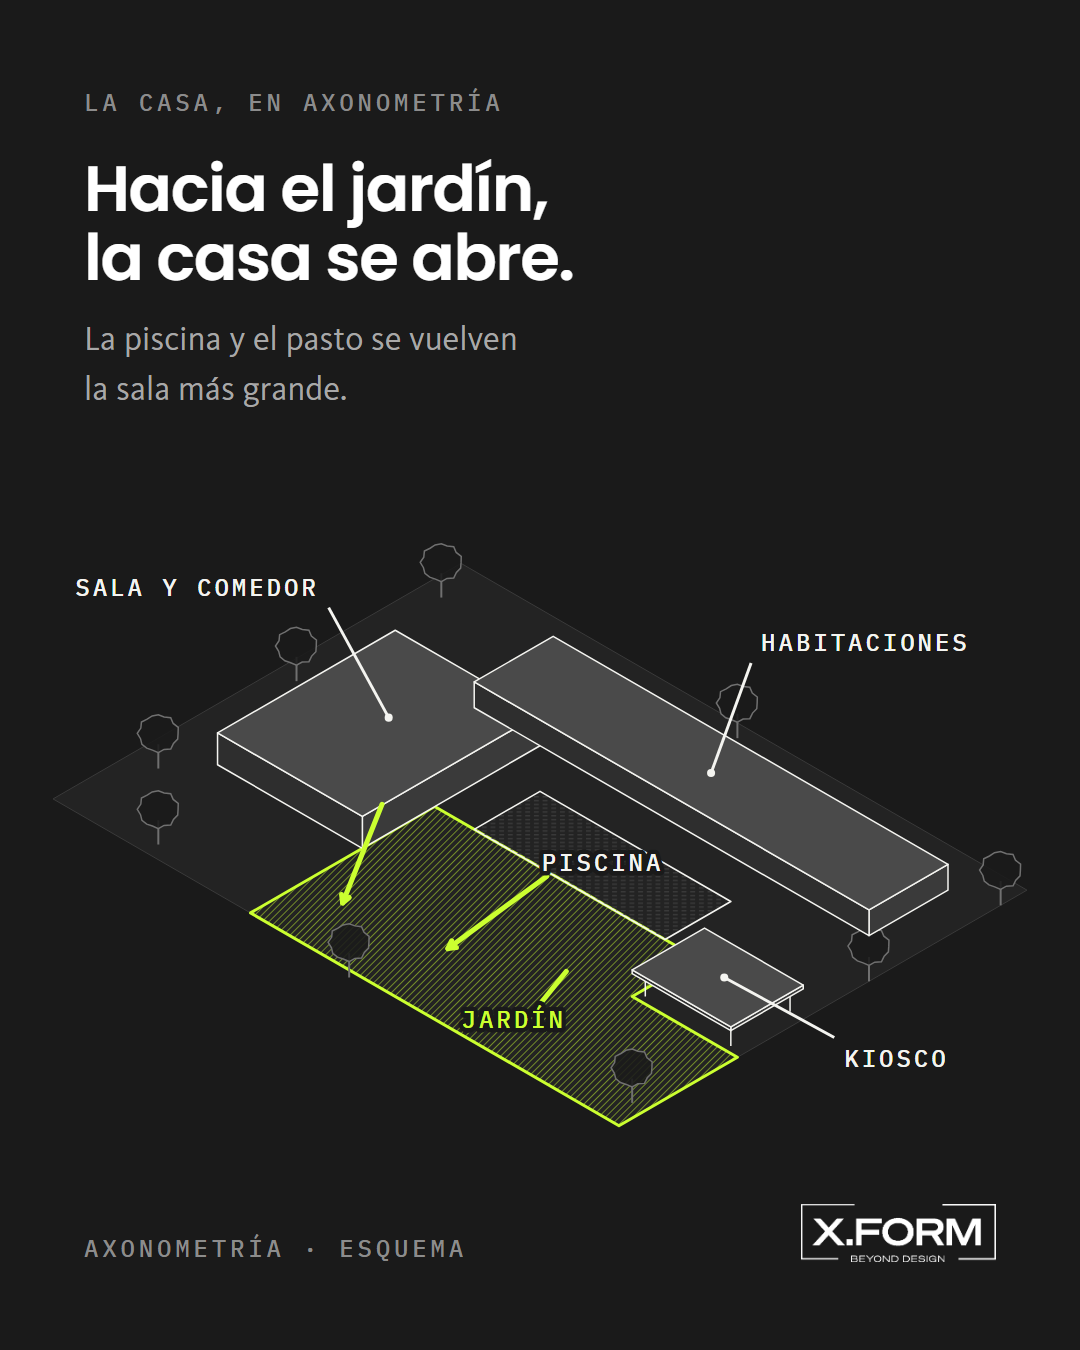 LA CASA, EN AXONOMETRÍA
Hacia el jardín,
la casa se abre.
La piscina y el pasto se vuelven
la sala más grande.
SALA Y COMEDOR
HABITACIONES
PISCINA
JARDÍN
KIOSCO
AXONOMETRÍA · ESQUEMA
X.FORM
BEYOND DESIGN